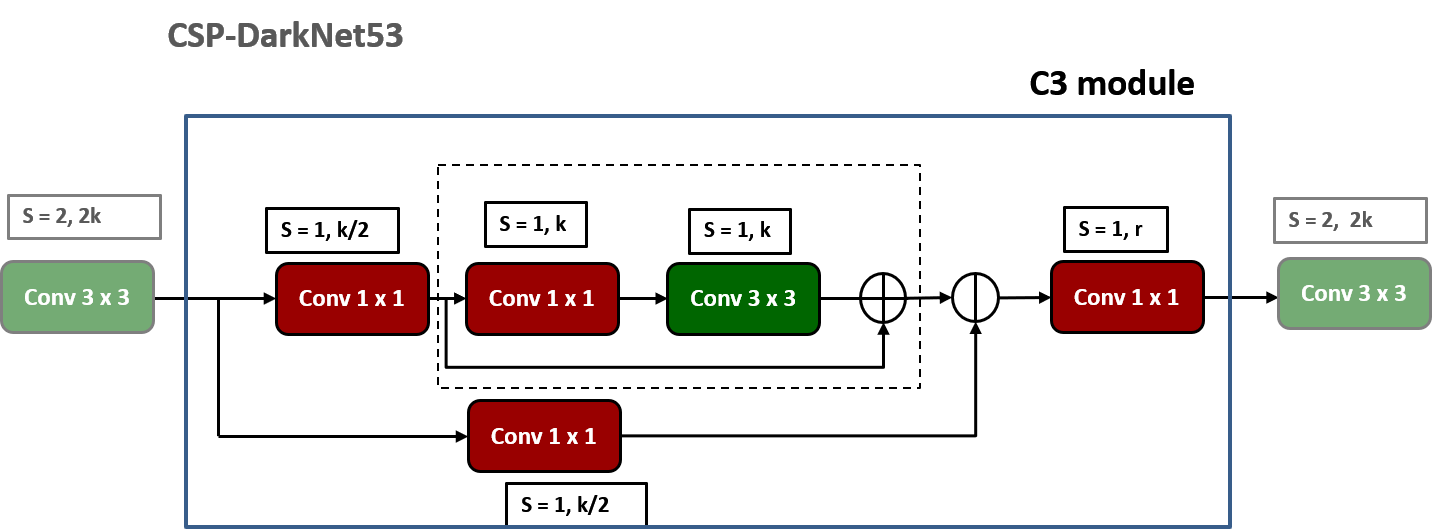 CSP-DarkNet53
C3 module
S = 2, 2k
S = 1, k/2
S = 1, k
S = 1, k
S = 1, r
S = 2, 2k
Conv 3 x 3
Conv 1 x 1
Conv 1 x 1
Conv 3 x 3
Conv 1 x 1
Conv 3 x 3
Conv 1 x 1
S = 1, k/2